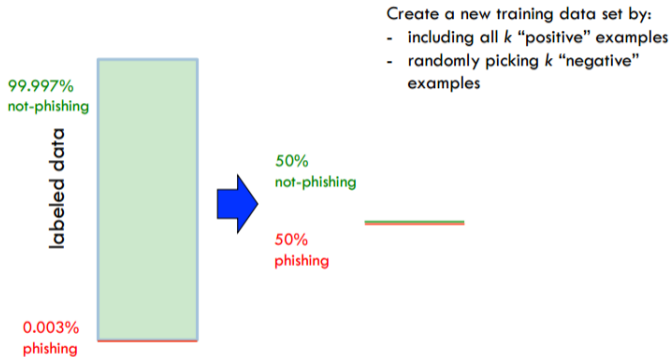 Create a new training data set by:
- including all k “positive” examples
- randomly picking k “negative”
examples
99.997%
not-phishing
labeled data
0.003%
phishing
50%
not-phishing
50%
phishing